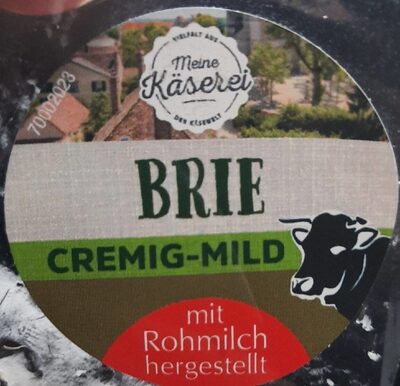 VIELFALT AUS
Meine
Käserei
DER KÄSEWELT
70002023
BRIE
CREMIG-MILD
mit
Rohmilch
hergestellt